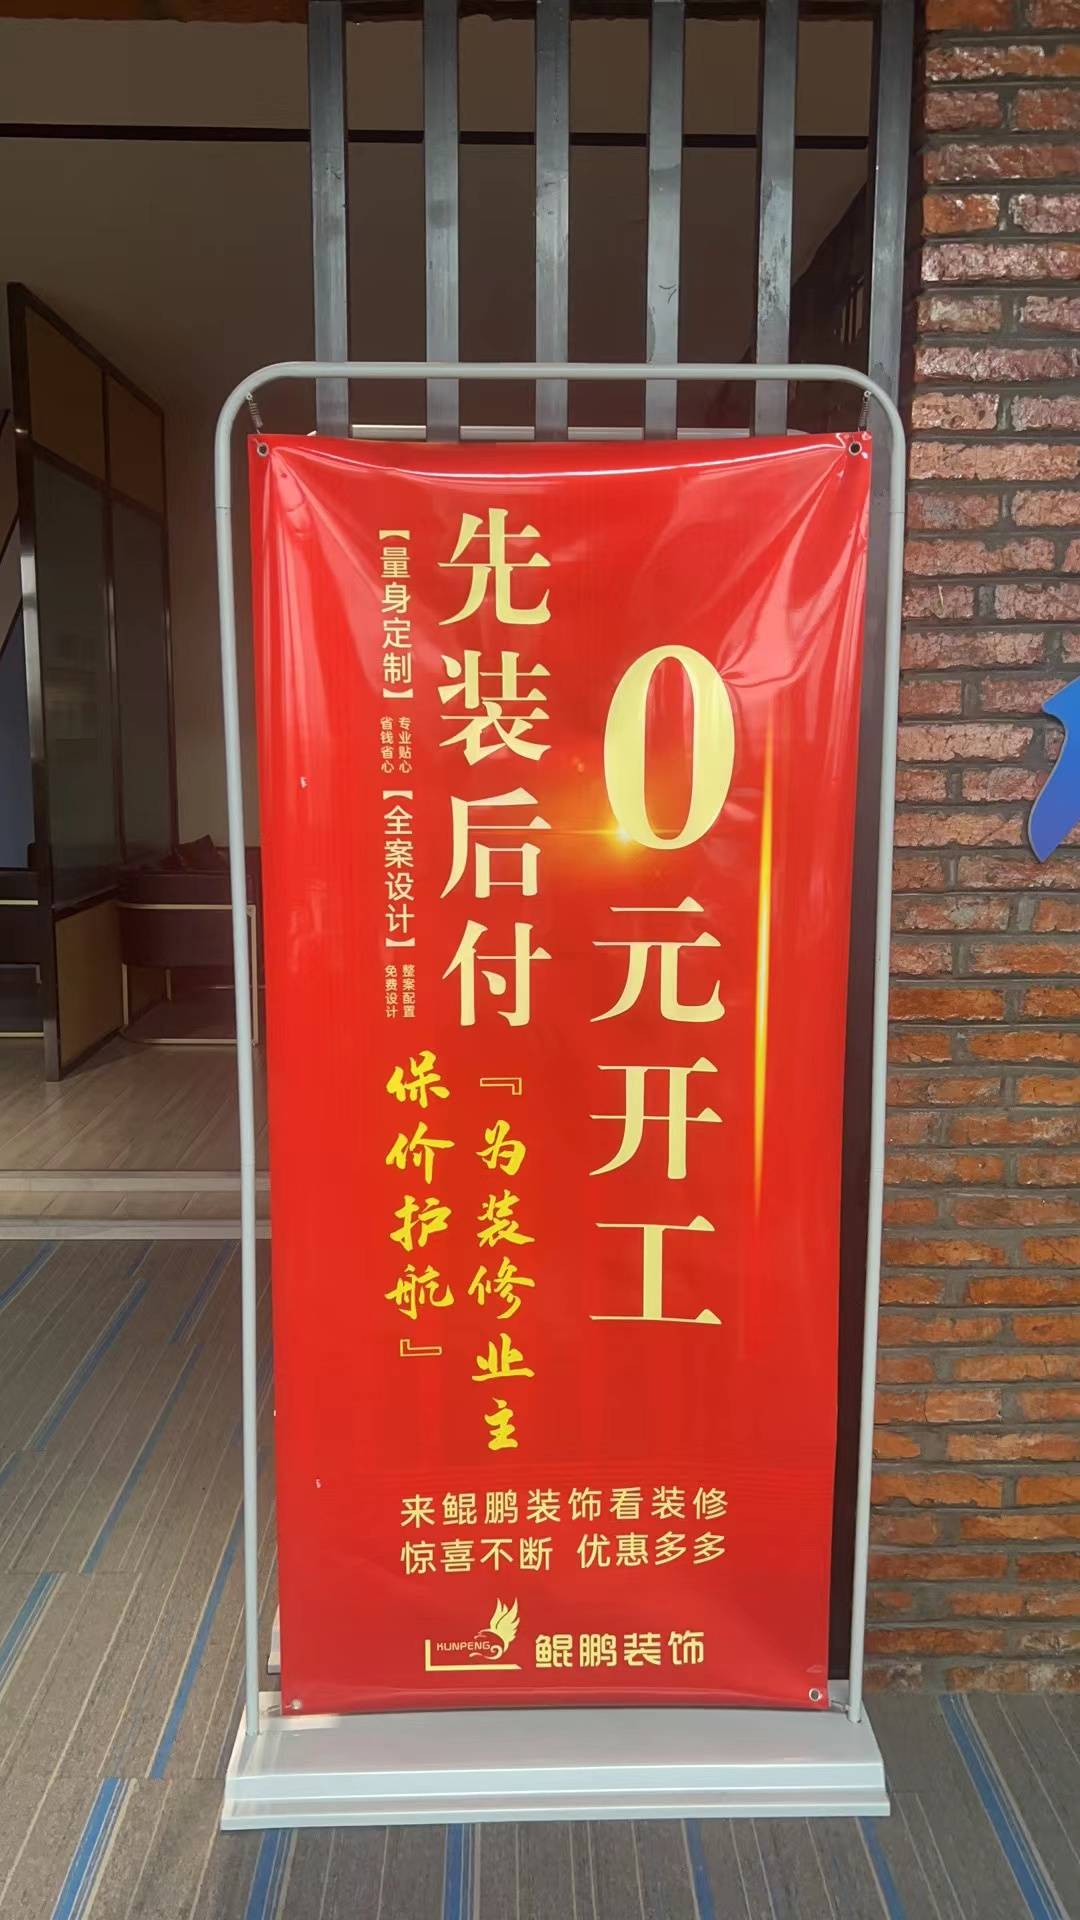 0元开工
先装后付
【量身定制】
专业贴心
省钱省心
【全案设计】
整案配置
免费设计
『为装修业主
保价护航』
来鲲鹏装饰看装修
惊喜不断 优惠多多
KUNPENG
鲲鹏装饰